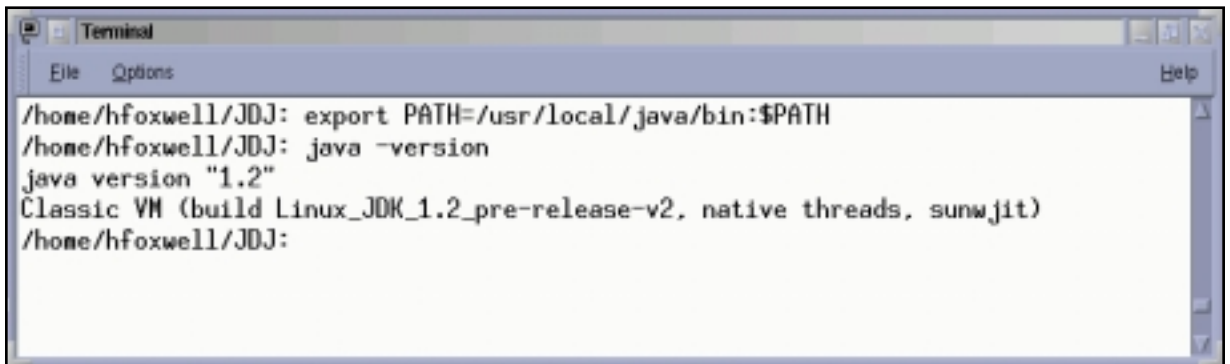 Terminal
File Options Help
/home/hfoxwell/JDJ: export PATH=/usr/local/java/bin:$PATH
/home/hfoxwell/JDJ: java -version
java version "1.2"
Classic VM (build Linux_JDK_1.2_pre-release-v2, native threads, sunwjit)
/home/hfoxwell/JDJ: